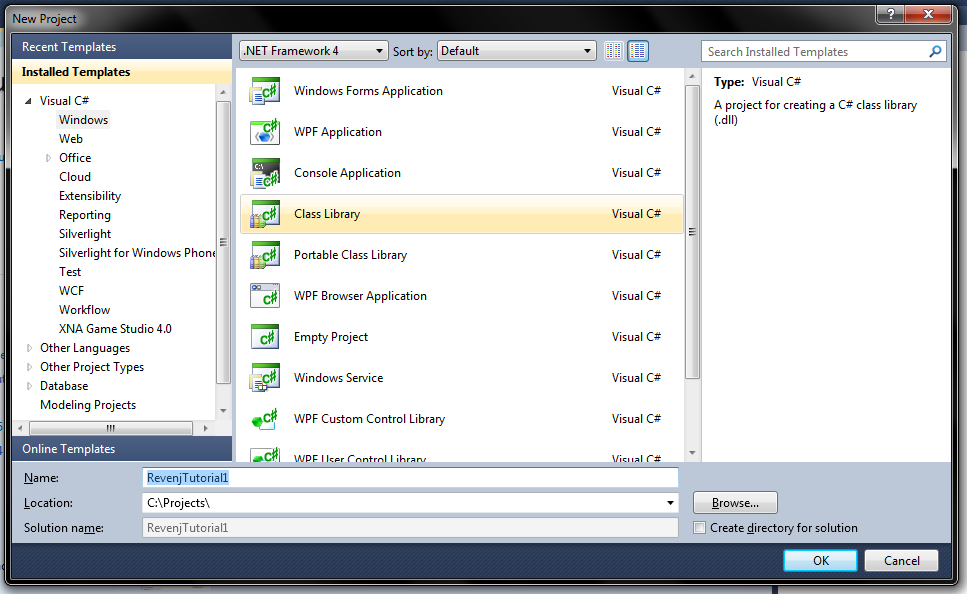 New Project
Recent Templates
.NET Framework 4 Sort by: Default
Search Installed Templates
Installed Templates
Visual C#
Windows
Web
Office
Cloud
Extensibility
Reporting
Silverlight
Silverlight for Windows Phone
Test
WCF
Workflow
XNA Game Studio 4.0
Other Languages
Other Project Types
Database
Modeling Projects
Online Templates
Windows Forms Application Visual C#
WPF Application Visual C#
Console Application Visual C#
Class Library Visual C#
Portable Class Library Visual C#
WPF Browser Application Visual C#
Empty Project Visual C#
Windows Service Visual C#
WPF Custom Control Library Visual C#
WPF User Control Library Visual C#
Type: Visual C#
A project for creating a C# class library
(.dll)
Name: RevenjTutorial1
Location: C:\Projects\ Browse...
Solution name: RevenjTutorial1 Create directory for solution
OK Cancel